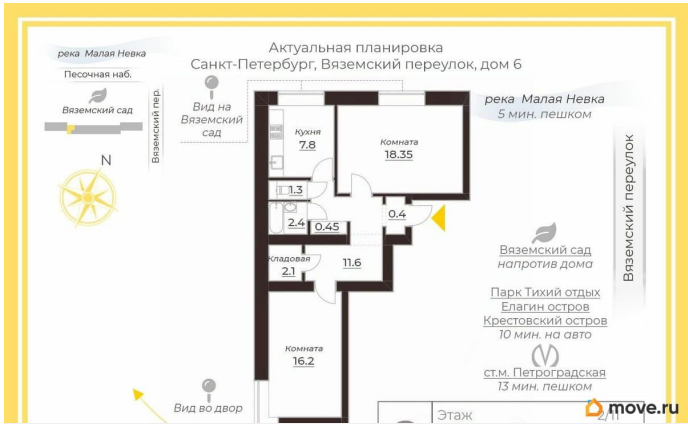 Актуальная планировка
Санкт-Петербург, Вяземский переулок, дом 6
река Малая Невка
Песочная наб.
Вяземский сад
Вяземский пер.
N
Вид на
Вяземский
сад
Кухня
7.8
Комната
18.35
1.3
2.4
0.45
0.4
Кладовая
2.1
11.6
Комната
16.2
Вид во двор
река Малая Невка
5 мин. пешком
Вяземский переулок
Вяземский сад
напротив дома
Парк Тихий отдых
Елагин остров
Крестовский остров
10 мин. на авто
ст.м. Петроградская
13 мин. пешком
Этаж
2/11
move.ru